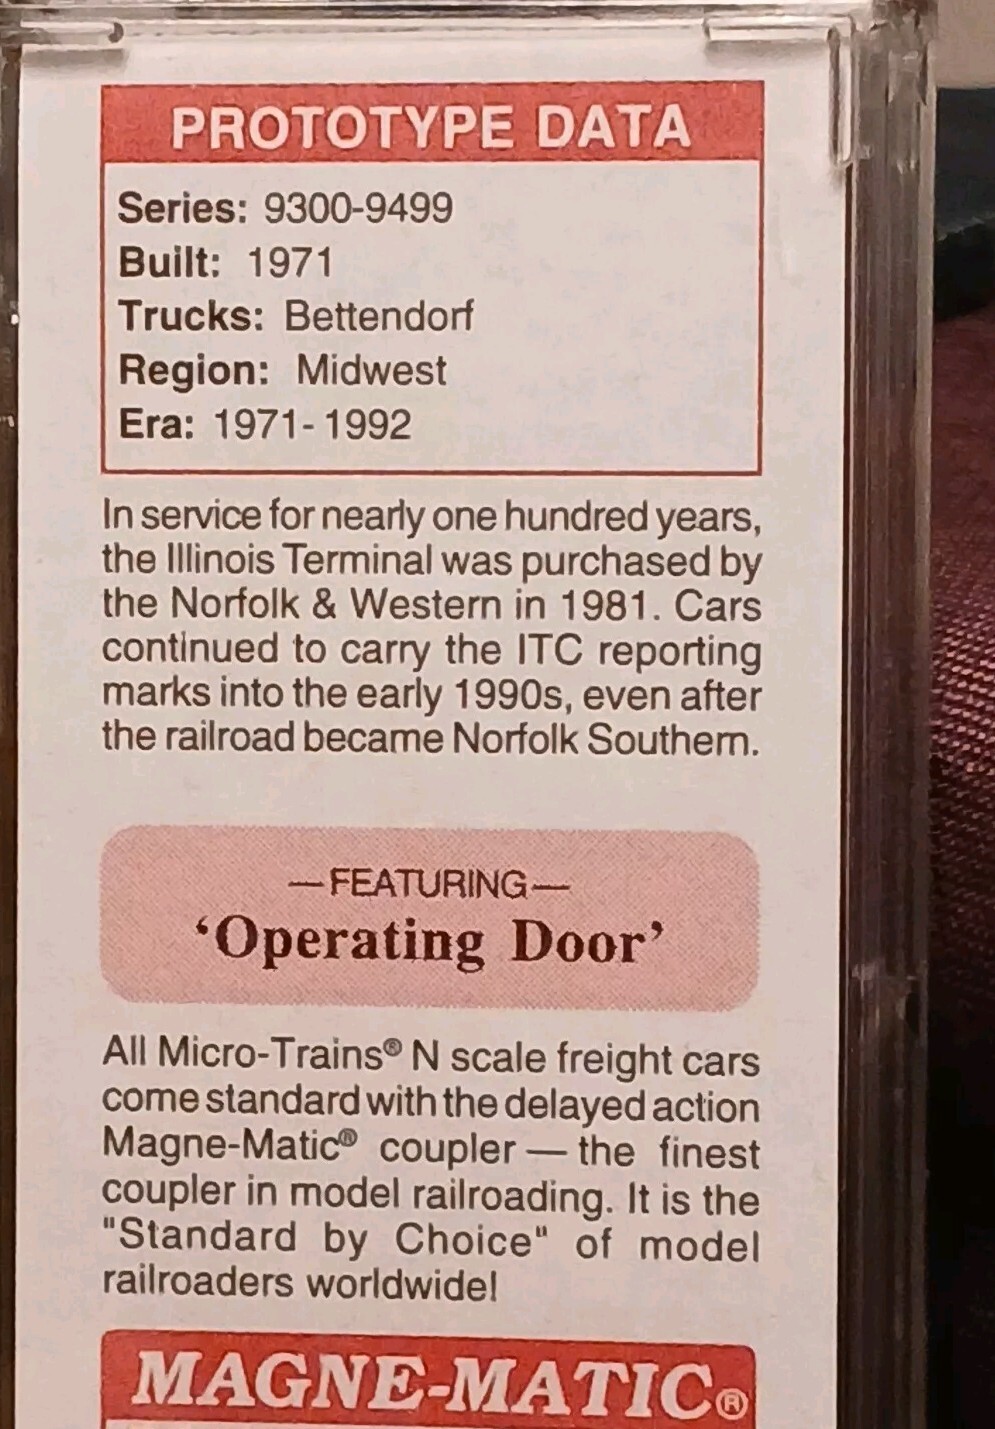 PROTOTYPE DATA
Series: 9300-9499
Built: 1971
Trucks: Bettendorf
Region: Midwest
Era: 1971-1992
In service for nearly one hundred years,
the Illinois Terminal was purchased by
the Norfolk & Western in 1981. Cars
continued to carry the ITC reporting
marks into the early 1990s, even after
the railroad became Norfolk Southern.
—FEATURING—
‘Operating Door’
All Micro-Trains® N scale freight cars
come standard with the delayed action
Magne-Matic® coupler — the finest
coupler in model railroading. It is the
"Standard by Choice" of model
railroaders worldwide!
MAGNE-MATIC®